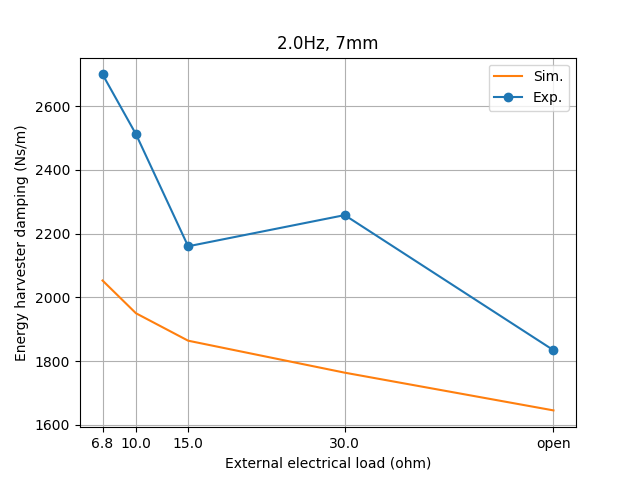 2.0Hz, 7mm
Sim.
Exp.
Energy harvester damping (Ns/m)
2600
2400
2200
2000
1800
1600
6.8 10.0 15.0 30.0 open
External electrical load (ohm)